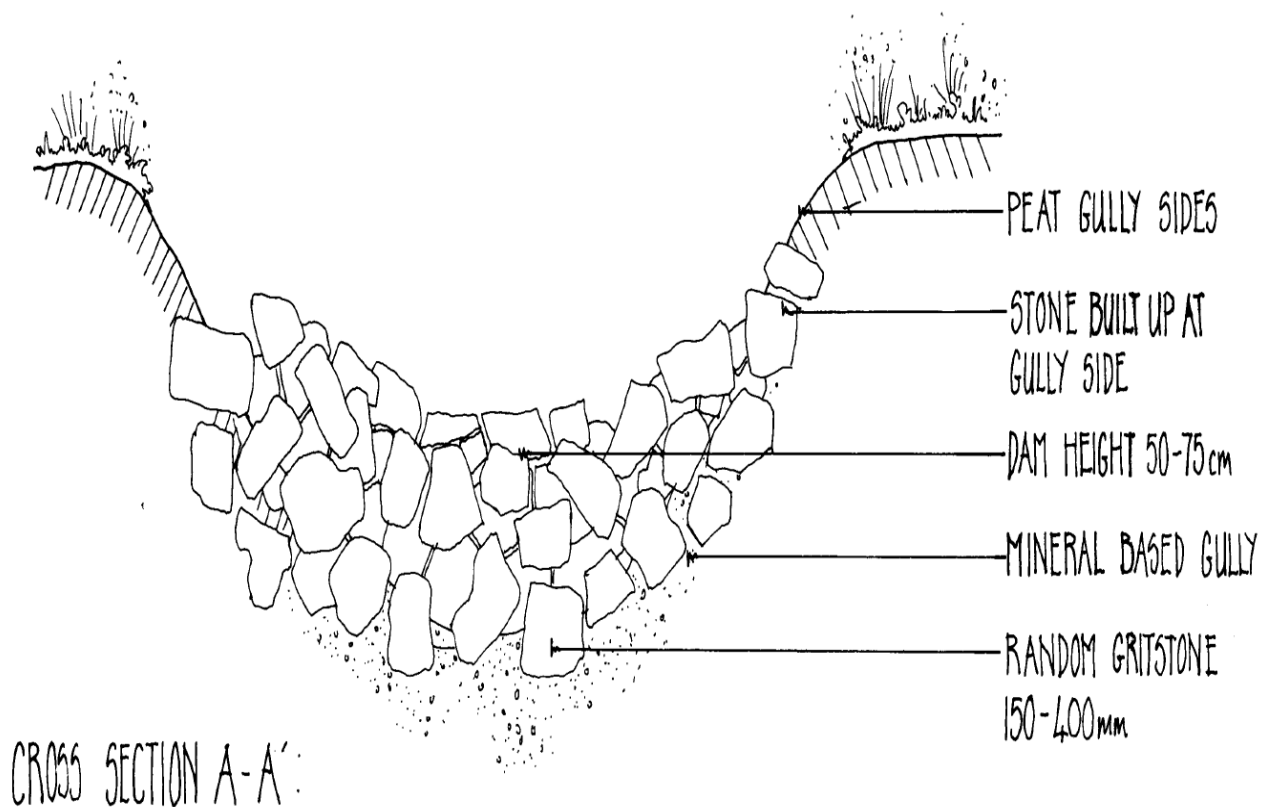 PEAT GULLY SIDES
STONE BUILT UP AT
GULLY SIDE
DAM HEIGHT 50-75cm
MINERAL BASED GULLY
RANDOM GRITSTONE
150-400mm
CROSS SECTION A-A':